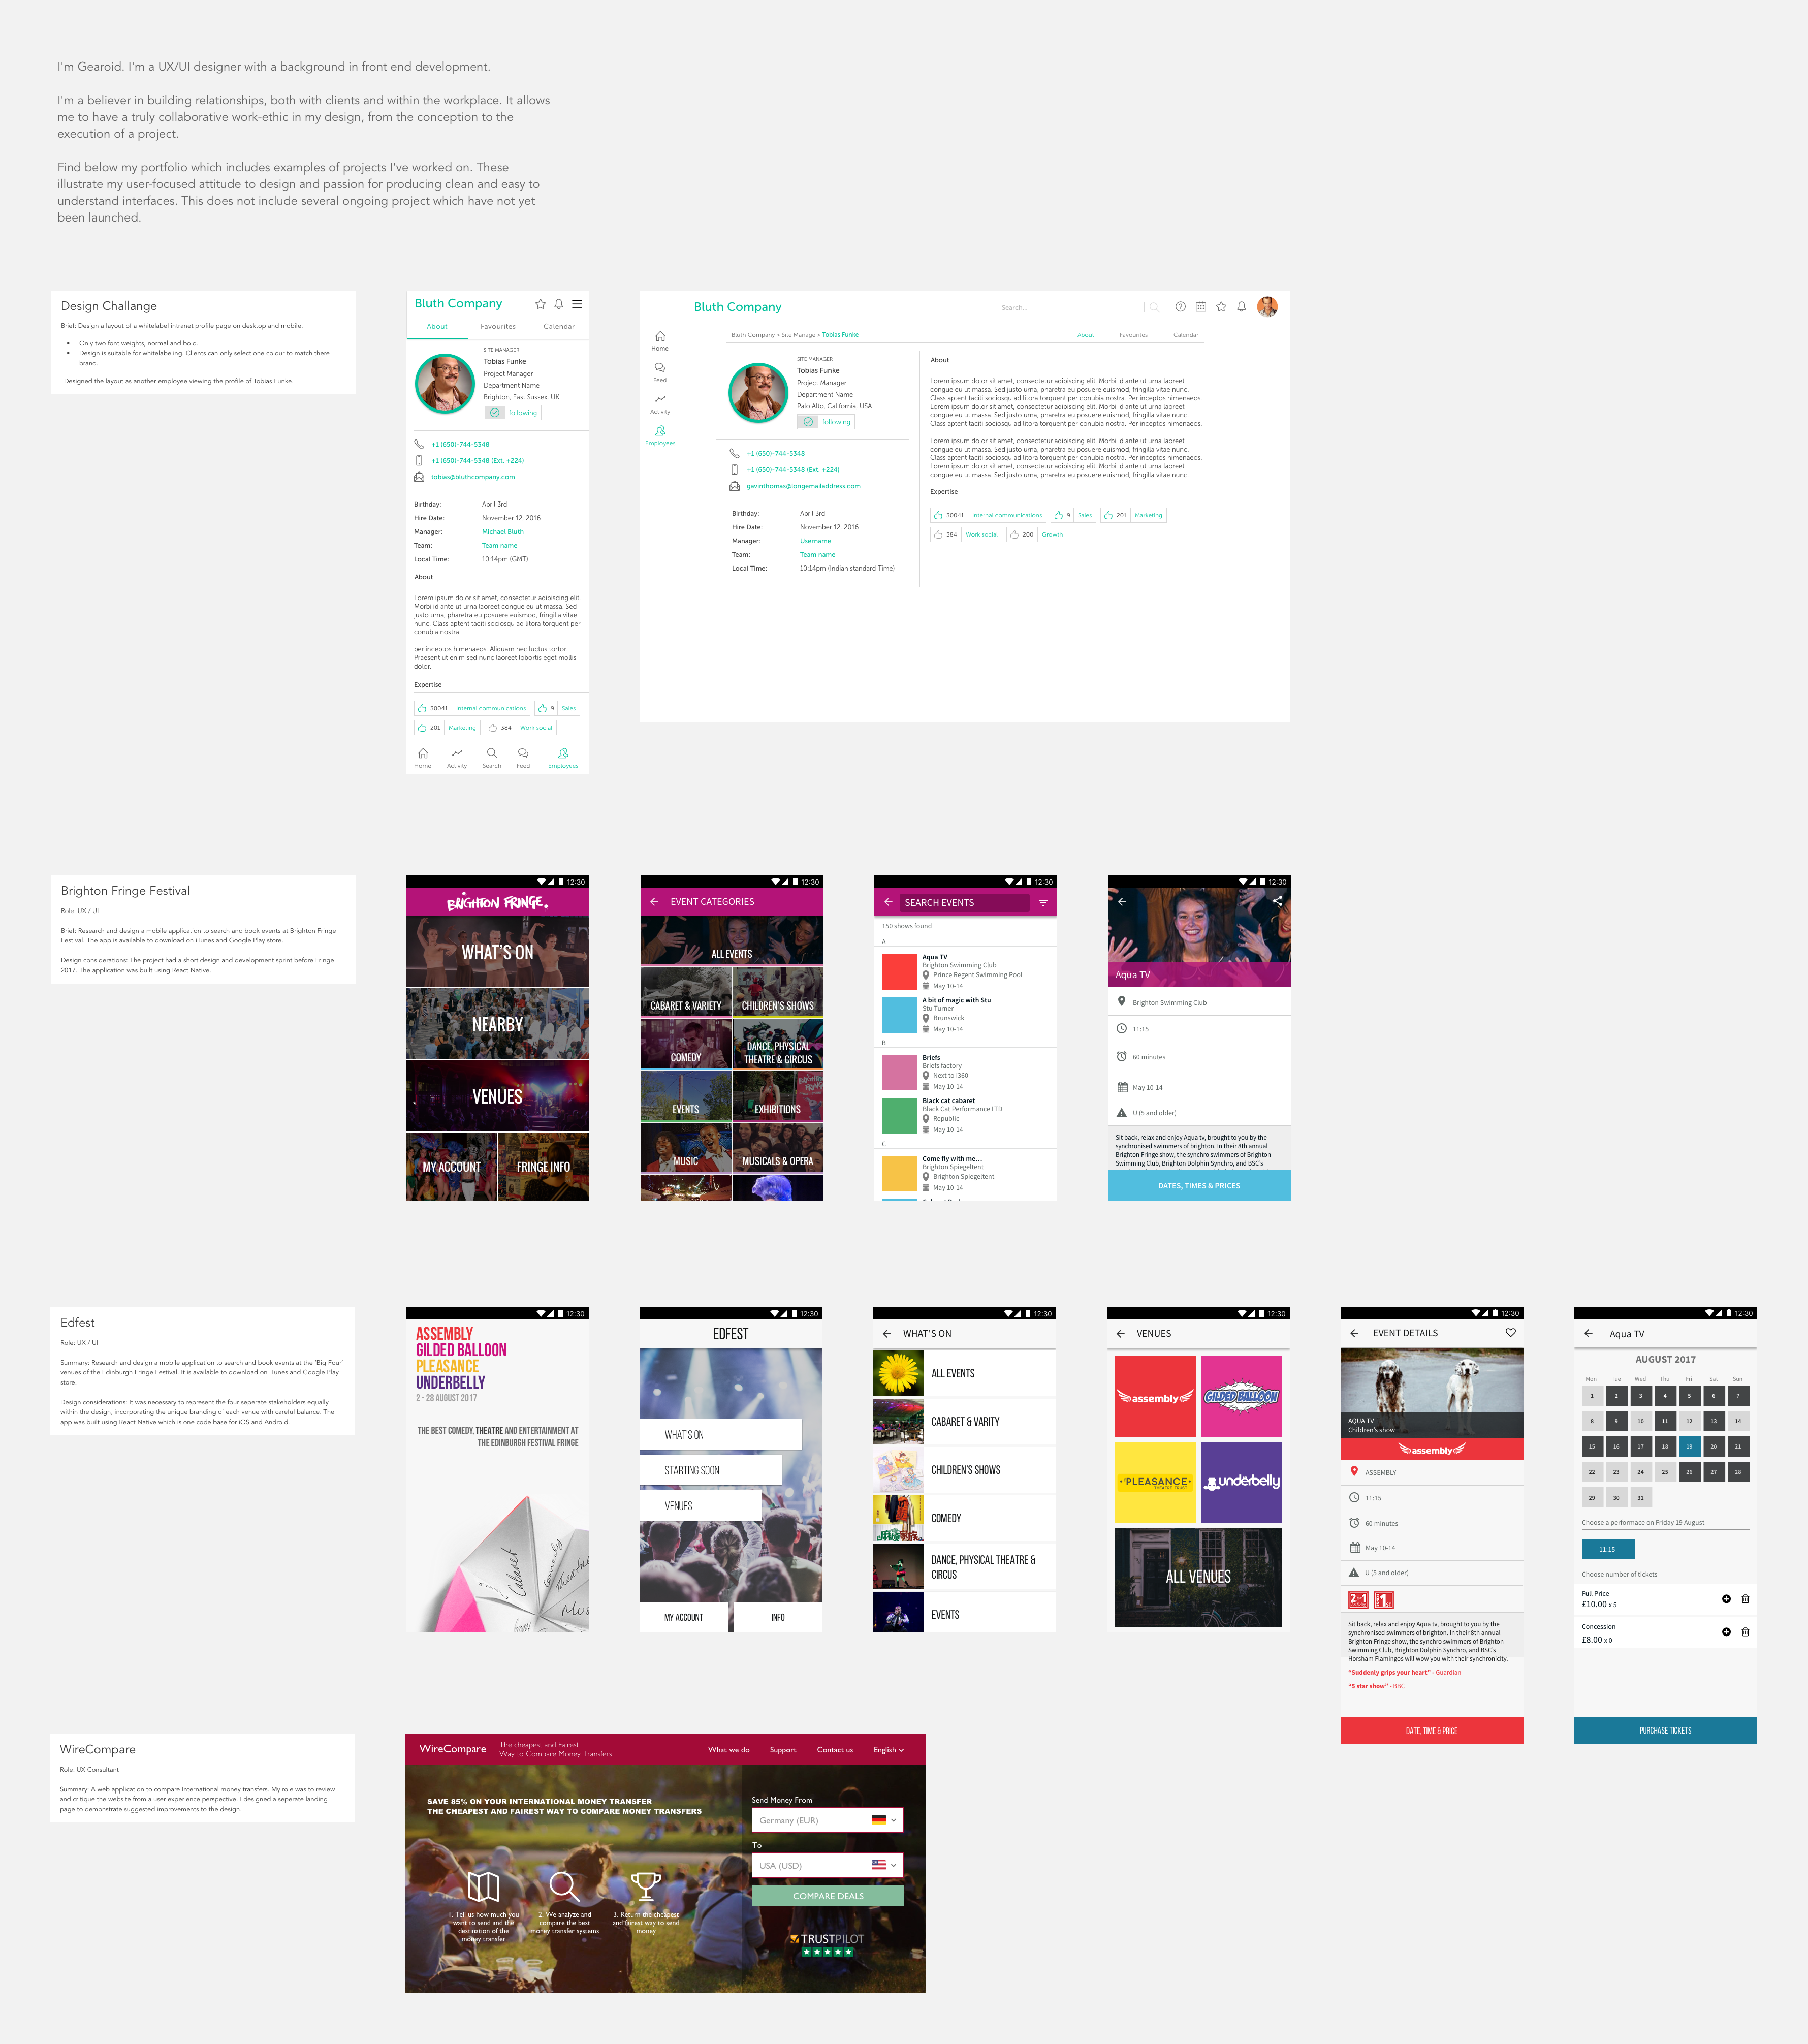 I'm Gearoid. I'm a UX/UI designer with a background in front end development.
I'm a believer in building relationships, both with clients and within the workplace. It allows
me to have a truly collaborative work-ethic in my design, from the conception to the
execution of a project.
Find below my portfolio which includes examples of projects I've worked on. These
illustrate my user-focused attitude to design and passion for producing clean and easy to
understand interfaces. This does not include several ongoing project which have not yet
been launched.
Design Challange
Brief: Design a layout of a whitelabel intranet profile page on desktop and mobile.
• Only two font weights, normal and bold.
• Design is suitable for whitelabeling. Clients can only select one colour to match there
brand.
Designed the layout as another employee viewing the profile of Tobias Funke.
Bluth Company
About Favourites Calendar
SITE MANAGER
Tobias Funke
Project Manager
Department Name
Brighton, East Sussex, UK
following
+1 (650)-744-5348
+1 (650)-744-5348 (Ext. +224)
tobias@bluthcompany.com
Birthday: April 3rd
Hire Date: November 12, 2016
Manager: Michael Bluth
Team: Team name
Local Time: 10:14pm (GMT)
About
Lorem ipsum dolor sit amet, consectetur adipiscing elit.
Morbi id ante ut urna laoreet congue eu ut massa. Sed
justo urna, pharetra eu posuere euismod, fringilla vitae
nunc. Class aptent taciti sociosqu ad litora torquent per
conubia nostra.
per inceptos himenaeos. Aliquam nec luctus tortor.
Praesent ut enim sed nunc laoreet lobortis eget mollis
dolor.
Expertise
30041 Internal communications 9 Sales
201 Marketing 384 Work social
Home Activity Search Feed Employees
Bluth Company
Search...
Home
Feed
Activity
Employees
Bluth Company > Site Manage > Tobias Funke
About Favourites Calendar
SITE MANAGER
Tobias Funke
Project Manager
Department Name
Palo Alto, California, USA
following
+1 (650)-744-5348
+1 (650)-744-5348 (Ext. +224)
gavinthomas@longemailaddress.com
Birthday: April 3rd
Hire Date: November 12, 2016
Manager: Username
Team: Team name
Local Time: 10:14pm (Indian standard Time)
About
Lorem ipsum dolor sit amet, consectetur adipiscing elit. Morbi id ante ut urna laoreet
congue eu ut massa. Sed justo urna, pharetra eu posuere euismod, fringilla vitae nunc.
Class aptent taciti sociosqu ad litora torquent per conubia nostra. Per inceptos himenaeos.
Lorem ipsum dolor sit amet, consectetur adipiscing elit. Morbi id ante ut urna laoreet
congue eu ut massa. Sed justo urna, pharetra eu posuere euismod, fringilla vitae nunc.
Class aptent taciti sociosqu ad litora torquent per conubia nostra. Per inceptos himenaeos.
Lorem ipsum dolor sit amet, consectetur adipiscing elit. Morbi id ante ut urna laoreet
congue eu ut massa. Sed justo urna, pharetra eu posuere euismod, fringilla vitae nunc.
Class aptent taciti sociosqu ad litora torquent per conubia nostra. Per inceptos himenaeos.
Lorem ipsum dolor sit amet, consectetur adipiscing elit. Morbi id ante ut urna laoreet
congue eu ut massa. Sed justo urna, pharetra eu posuere euismod, fringilla vitae nunc.
Expertise
30041 Internal communications 9 Sales 201 Marketing
384 Work social 200 Growth
Brighton Fringe Festival
Role: UX / UI
Brief: Research and design a mobile application to search and book events at Brighton Fringe
Festival. The app is available to download on iTunes and Google Play store.
Design considerations: The project had a short design and development sprint before Fringe
2017. The application was built using React Native.
12:30
BRIGHTON FRINGE.
WHAT'S ON
NEARBY
VENUES
MY ACCOUNT FRINGE INFO
12:30
EVENT CATEGORIES
ALL EVENTS
CABARET & VARIETY CHILDREN'S SHOWS
COMEDY DANCE, PHYSICAL
THEATRE & CIRCUS
EVENTS EXHIBITIONS
MUSIC MUSICALS & OPERA
12:30
SEARCH EVENTS
150 shows found
A
Aqua TV
Brighton Swimming Club
Prince Regent Swimming Pool
May 10-14
A bit of magic with Stu
Stu Turner
Brunswick
May 10-14
B
Briefs
Briefs factory
Next to i360
May 10-14
Black cat cabaret
Black Cat Performance LTD
Republic
May 10-14
C
Come fly with me...
Brighton Spiegeltent
Brighton Spiegeltent
May 10-14
12:30
Aqua TV
Brighton Swimming Club
11:15
60 minutes
May 10-14
U (5 and older)
Sit back, relax and enjoy Aqua tv, brought to you by the
synchronised swimmers of brighton. In their 8th annual
Brighton Fringe show, the synchro swimmers of Brighton
Swimming Club, Brighton Dolphin Synchro, and BSC's
DATES, TIMES & PRICES
Edfest
Role: UX / UI
Summary: Research and design a mobile application to search and book events at the 'Big Four'
venues of the Edinburgh Fringe Festival. It is available to download on iTunes and Google Play
store.
Design considerations: It was necessary to represent the four seperate stakeholders equally
within the design, incorporating the unique branding of each venue with careful balance. The
app was built using React Native which is one code base for iOS and Android.
12:30
ASSEMBLY
GILDED BALLOON
PLEASANCE
UNDERBELLY
2 - 28 AUGUST 2017
THE BEST COMEDY, THEATRE AND ENTERTAINMENT AT
THE EDINBURGH FESTIVAL FRINGE
Cabaret
Comedy
Theatre
12:30
EDFEST
WHAT'S ON
STARTING SOON
VENUES
MY ACCOUNT INFO
12:30
WHAT'S ON
ALL EVENTS
CABARET & VARITY
CHILDREN'S SHOWS
COMEDY
DANCE, PHYSICAL THEATRE &
CIRCUS
EVENTS
12:30
VENUES
assembly
GILDED BALLOON
PLEASANCE
THEATRE TRUST
underbelly
ALL VENUES
12:30
EVENT DETAILS
AQUA TV
Children's show
assembly
ASSEMBLY
11:15
60 minutes
May 10-14
U (5 and older)
Sit back, relax and enjoy Aqua tv, brought to you by the
synchronised swimmers of brighton. In their 8th annual
Brighton Fringe show, the synchro swimmers of Brighton
Swimming Club, Brighton Dolphin Synchro, and BSC's
Horsham Flamingos will wow you with their synchronicity.
"Suddenly grips your heart" - Guardian
"5 star show" - BBC
DATE, TIME & PRICE
12:30
Aqua TV
AUGUST 2017
Mon Tue Wed Thu Fri Sat Sun
1 2 3 4 5 6 7
8 9 10 11 12 13 14
15 16 17 18 19 20 21
22 23 24 25 26 27 28
29 30 31
Choose a performace on Friday 19 August
11:15
Choose number of tickets
Full Price
£10.00 x 5
Concession
£8.00 x 0
PURCHASE TICKETS
WireCompare
Role: UX Consultant
Summary: A web application to compare International money transfers. My role was to review
and critique the website from a user experience perspective. I designed a seperate landing
page to demonstrate suggested improvements to the design.
WireCompare
The cheapest and Fairest
Way to Compare Money Transfers
What we do Support Contact us English
SAVE 85% ON YOUR INTERNATIONAL MONEY TRANSFER
THE CHEAPEST AND FAIREST WAY TO COMPARE MONEY TRANSFERS
1. Tell us how much you
want to send and the
destination of the
money transfer
2. We analyze and
compare the best
money transfer systems
3. Return the cheapest
and fairest way to send
money
Send Money From
Germany (EUR)
To
USA (USD)
COMPARE DEALS
TRUSTPILOT